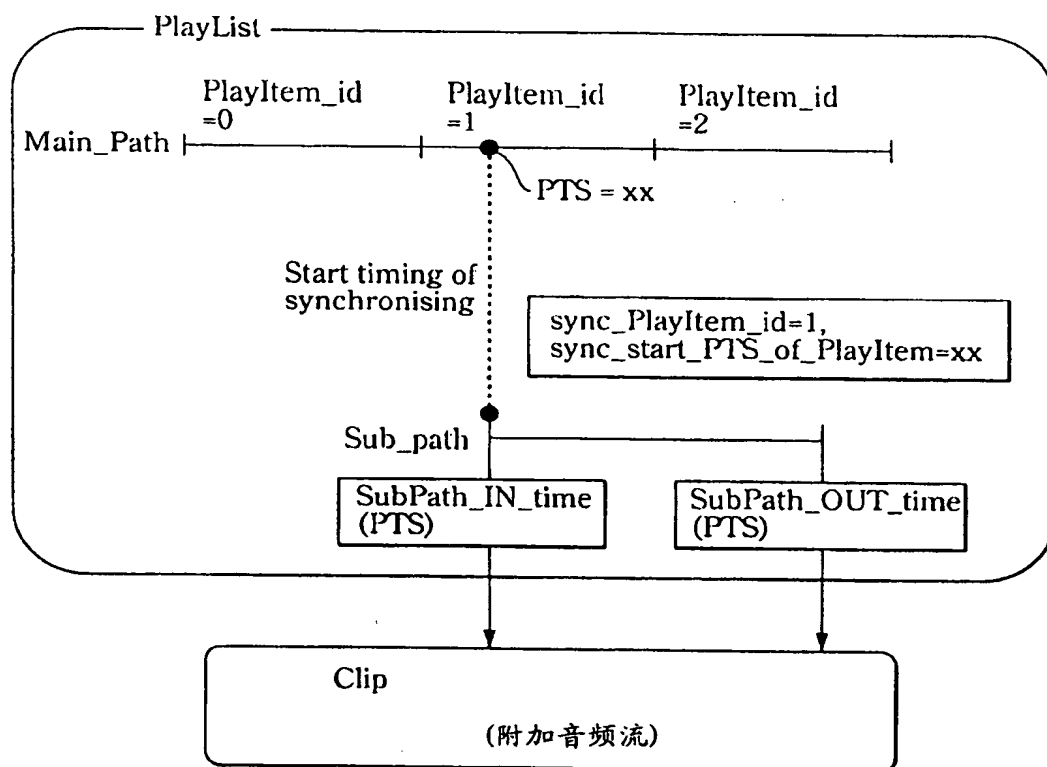 PlayList
PlayItem_id
=0
PlayItem_id
=1
PlayItem_id
=2
Main_Path
PTS = xx
Start timing of
synchronising
sync_PlayItem_id=1,
sync_start_PTS_of_PlayItem=xx
Sub_path
SubPath_IN_time
(PTS)
SubPath_OUT_time
(PTS)
Clip
(附加音频流)